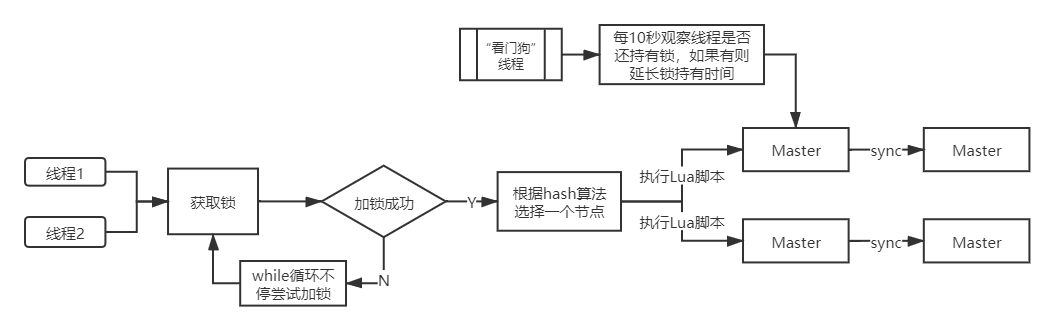 “看门狗”
线程
每10秒观察线程是否
还持有锁，如果有则
延长锁持有时间
线程1
线程2
获取锁
加锁成功
Y
N
while循环不
停尝试加锁
根据hash算法
选择一个节点
执行Lua脚本
执行Lua脚本
Master
sync
Master
Master
sync
Master